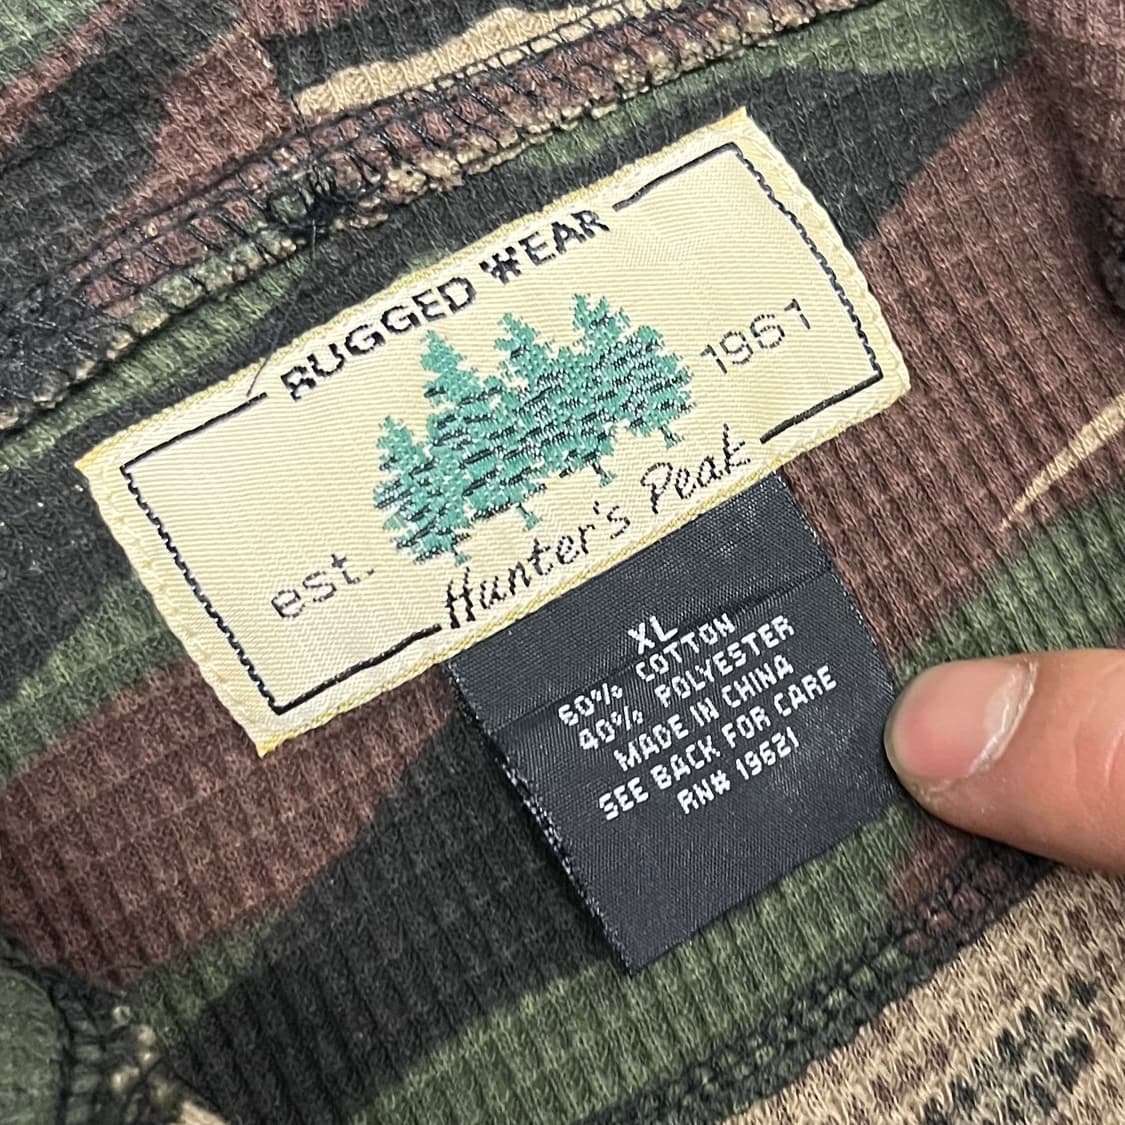 RUGGED WEAR
est.
1961
Hunter's Peak
XL
60% COTTON
40% POLYESTER
MADE IN CHINA
SEE BACK FOR CARE
RN# 19621